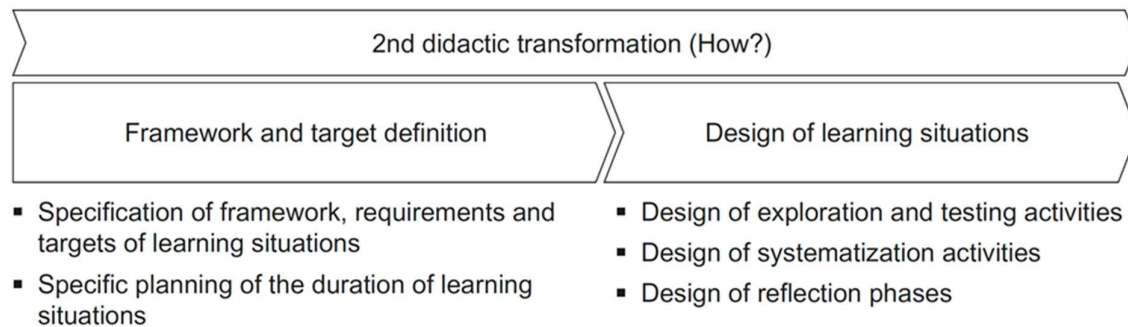 2nd didactic transformation (How?)
Framework and target definition
Design of learning situations
▪ Specification of framework, requirements and
targets of learning situations
▪ Specific planning of the duration of learning
situations
▪ Design of exploration and testing activities
▪ Design of systematization activities
▪ Design of reflection phases